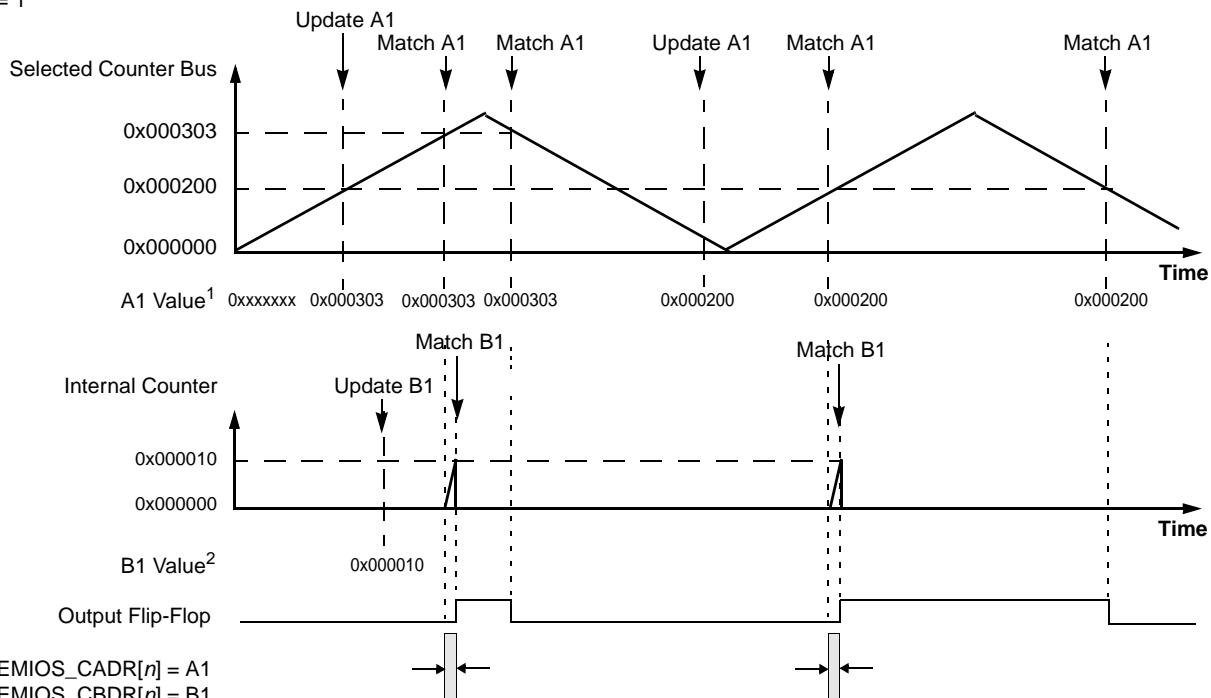 = 1
Update A1
Match A1 Match A1 Update A1 Match A1 Match A1
Selected Counter Bus
0x000303
0x000200
0x000000
Time
A1 Value1 0xxxxxxx 0x000303 0x000303 0x000303 0x000200 0x000200 0x000200
Match B1 Match B1
Internal Counter Update B1
0x000010
0x000000
Time
B1 Value2 0x000010
Output Flip-Flop
EMIOS_CADR[n] = A1
EMIOS_CBDR[n] = B1